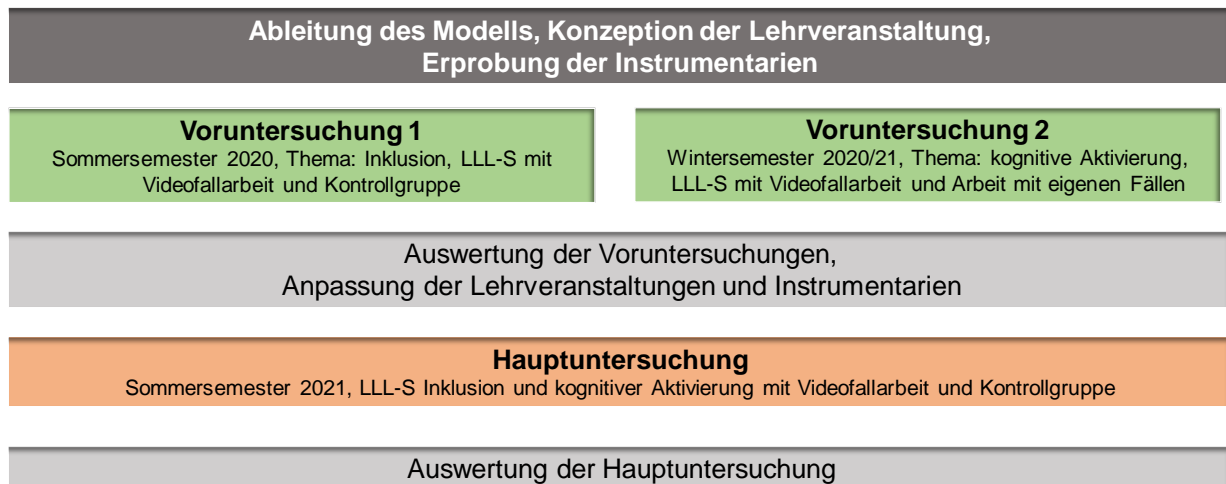 Ableitung des Modells, Konzeption der Lehrveranstaltung,
Erprobung der Instrumentarien
Voruntersuchung 1
Sommersemester 2020, Thema: Inklusion, LLL-S mit
Videofallarbeit und Kontrollgruppe
Voruntersuchung 2
Wintersemester 2020/21, Thema: kognitive Aktivierung,
LLL-S mit Videofallarbeit und Arbeit mit eigenen Fällen
Auswertung der Voruntersuchungen,
Anpassung der Lehrveranstaltungen und Instrumentarien
Hauptuntersuchung
Sommersemester 2021, LLL-S Inklusion und kognitiver Aktivierung mit Videofallarbeit und Kontrollgruppe
Auswertung der Hauptuntersuchung